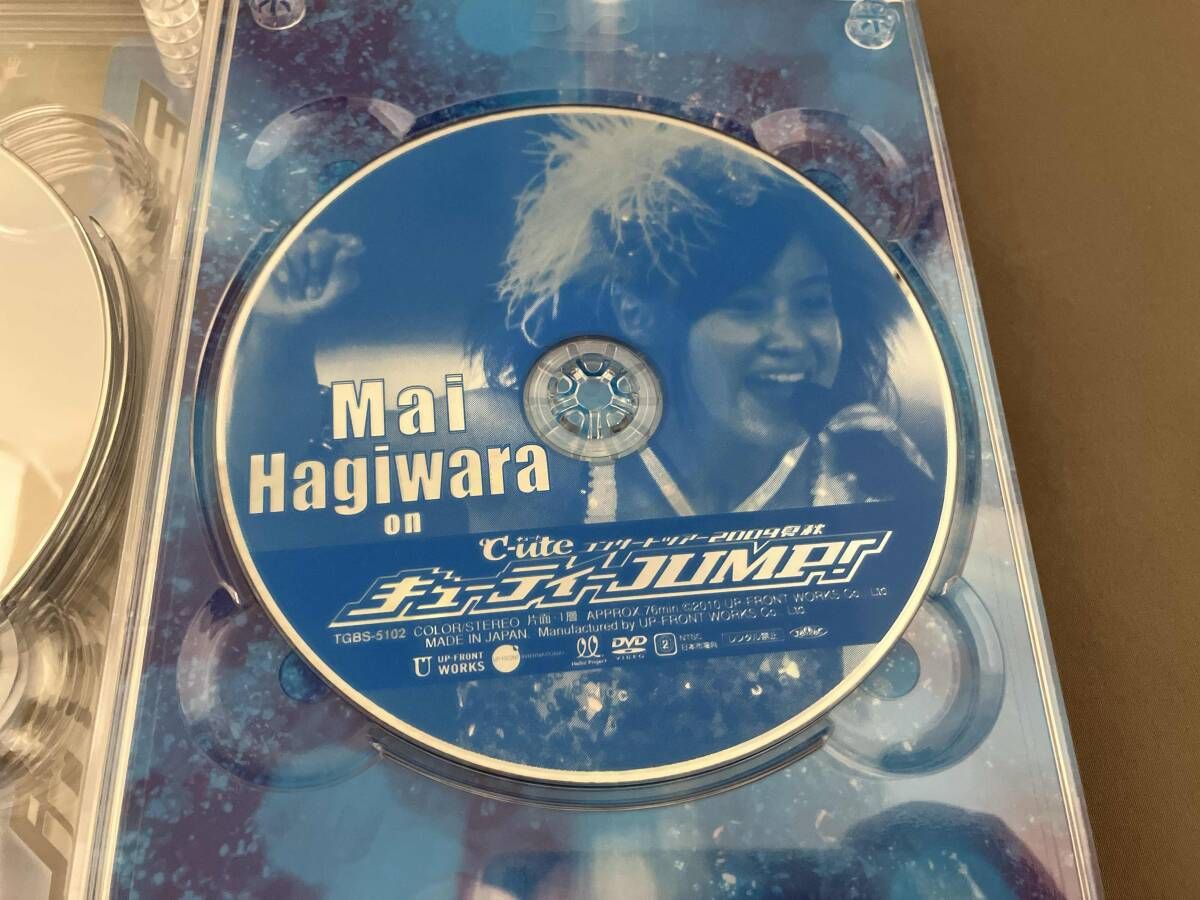 Mai
Hagiwara
on
℃-ute コンサートツアー2009夏秋
キューティーJUMP!
TGBS-5102 COLOR/STEREO 片面・1層 APPROX.76min. ©2010 UP-FRONT WORKS Co., Ltd
MADE IN JAPAN. Manufactured by UP-FRONT WORKS Co., Ltd
UP-FRONT
WORKS
Hello! Project
DVD
VIDEO
2
NTSC
日本市場向
レンタル禁止